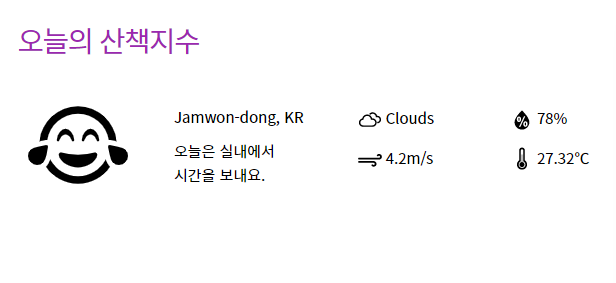 오늘의 산책지수
Jamwon-dong, KR
오늘은 실내에서
시간을 보내요.
Clouds
4.2m/s
%
78%
27.32℃